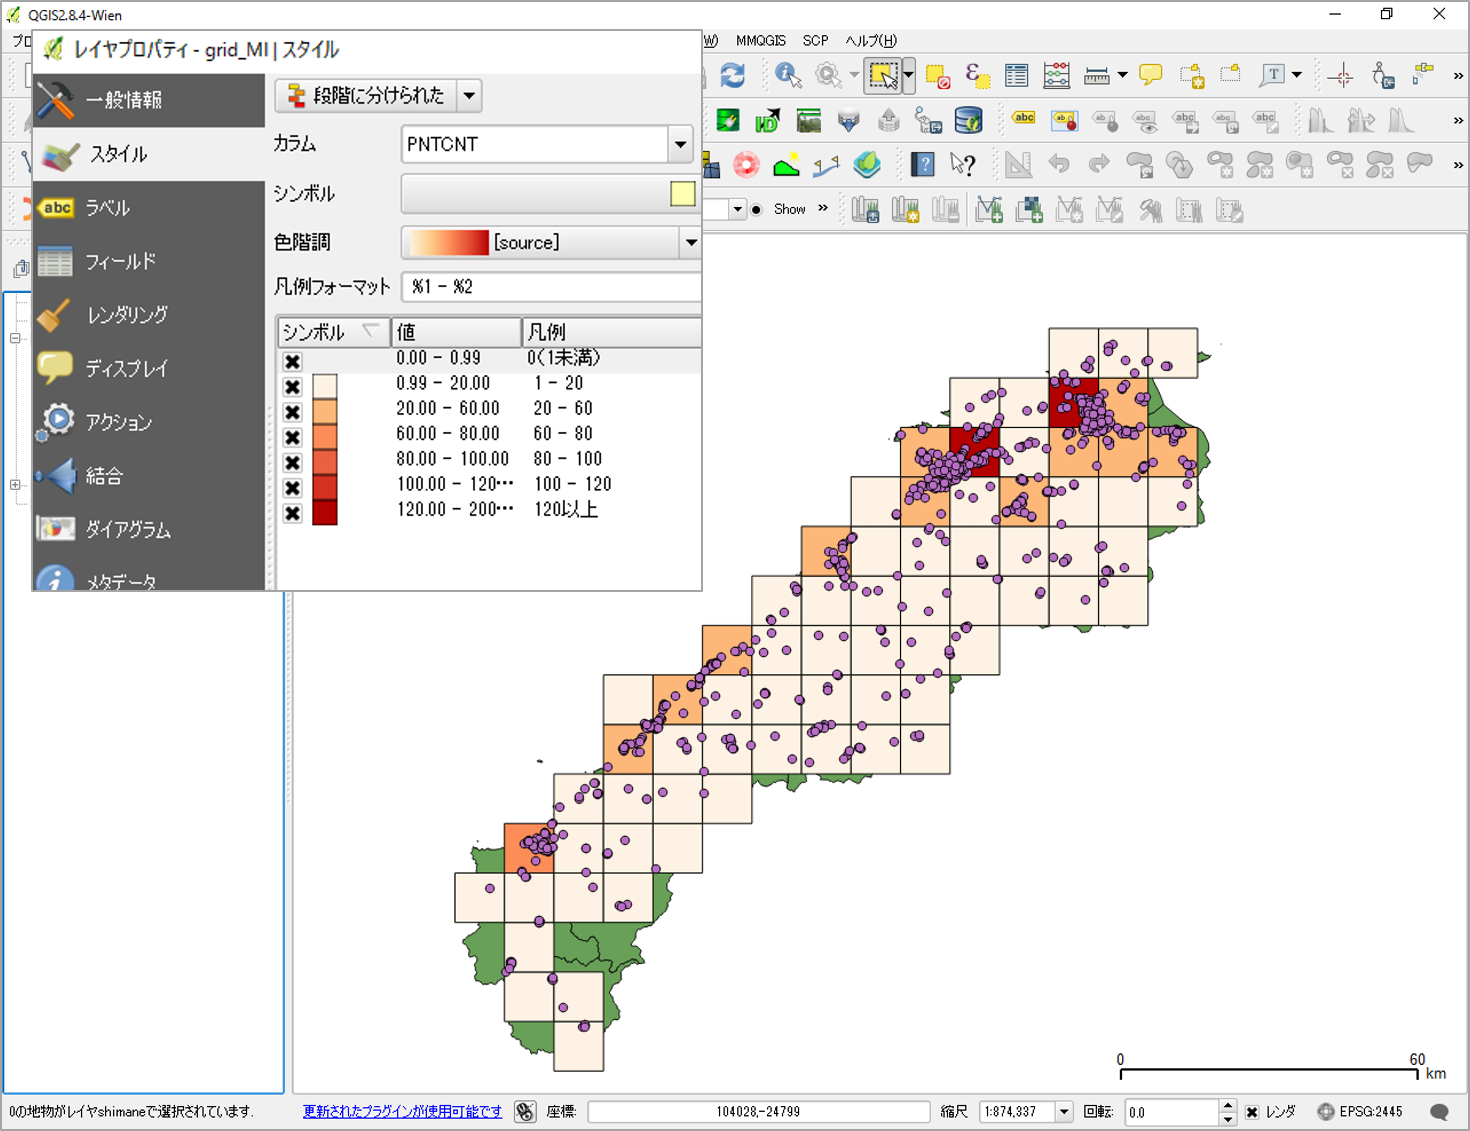 QGIS2.8.4-Wien
プロ
W)
MMQGIS
SCP
ヘルプ(H)
レイヤプロパティ - grid_MI | スタイル
一般情報
スタイル
ラベル
フィールド
レンダリング
ディスプレイ
アクション
結合
ダイアグラム
メタデータ
段階に分けられた
カラム
PNTCNT
シンボル
色階調
[source]
凡例フォーマット
%1 - %2
シンボル 値 凡例
0.00 - 0.99 0(1未満)
0.99 - 20.00 1 - 20
20.00 - 60.00 20 - 60
60.00 - 80.00 60 - 80
80.00 - 100.00 80 - 100
100.00 - 120… 100 - 120
120.00 - 200… 120以上
abc
Show
»
0 60
km
0の地物がレイヤshimaneで選択されています.
更新されたプラグインが使用可能です
座標:
104028,-24799
縮尺
1:874,337
回転:
0.0
レンダ
EPSG:2445